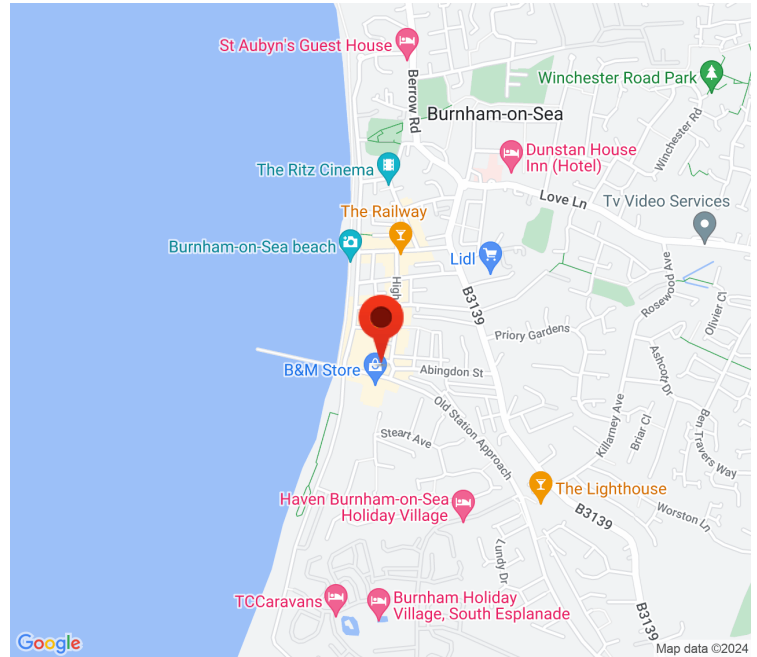 St Aubyn's Guest House
Berrow Rd
Winchester Road Park
Burnham-on-Sea
Winchester Rd
Dunstan House
Inn (Hotel)
The Ritz Cinema
Love Ln
Tv Video Services
The Railway
Burnham-on-Sea beach
Lidl
High
B3139
Rosewood Ave
Olivier Cl
Priory Gardens
B&M Store
Abingdon St
Ashcott Dr
Old Station Approach
Killarney Ave
Briar Cl
Ben Travers Way
Steart Ave
The Lighthouse
Haven Burnham-on-Sea
Holiday Village
B3139
Worston Ln
Lundy Dr
TCCaravans
Burnham Holiday
Village, South Esplanade
B3139
Google
Map data ©2024